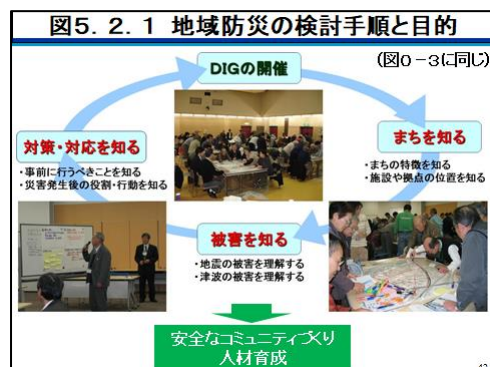 図5．2．1 地域防災の検討手順と目的
(図0－3に同じ)
DIGの開催
まちを知る
・まちの特徴を知る
・施設や拠点の位置を知る
対策・対応を知る
・事前に行うべきことを知る
・災害発生後の役割・行動を知る
被害を知る
・地震の被害を理解する
・津波の被害を理解する
安全なコミュニティづくり
人材育成